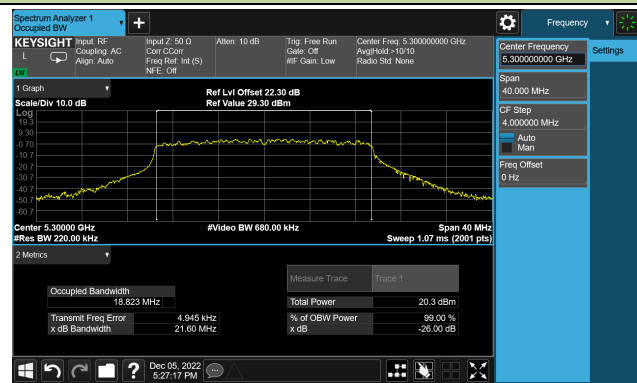 Spectrum Analyzer 1
Occupied BW
Frequency
KEYSIGHT
L
LXI
Input: RF
Coupling: AC
Align: Auto
Input Z: 50 Ω
Corr CCorr
Freq Ref: Int (S)
NFE: Off
Atten: 10 dB
Trig: Free Run
Gate: Off
#IF Gain: Low
Center Freq: 5.300000000 GHz
Avg|Hold:>10/10
Radio Std: None
Center Frequency
5.300000000 GHz
Settings
Span
40.000 MHz
CF Step
4.000000 MHz
Auto
Man
Freq Offset
0 Hz
1 Graph
Scale/Div 10.0 dB
Ref Lvl Offset 22.30 dB
Ref Value 29.30 dBm
Log
19.3
9.30
-0.70
-10.7
-20.7
-30.7
-40.7
-50.7
-60.7
Center 5.30000 GHz
#Res BW 220.00 kHz
#Video BW 680.00 kHz
Span 40 MHz
Sweep 1.07 ms (2001 pts)
2 Metrics
Measure Trace
Trace 1
Occupied Bandwidth
18.823 MHz
Total Power
20.3 dBm
Transmit Freq Error
4.945 kHz
% of OBW Power
99.00 %
x dB Bandwidth
21.60 MHz
x dB
-26.00 dB
?
Dec 05, 2022
5:27:17 PM